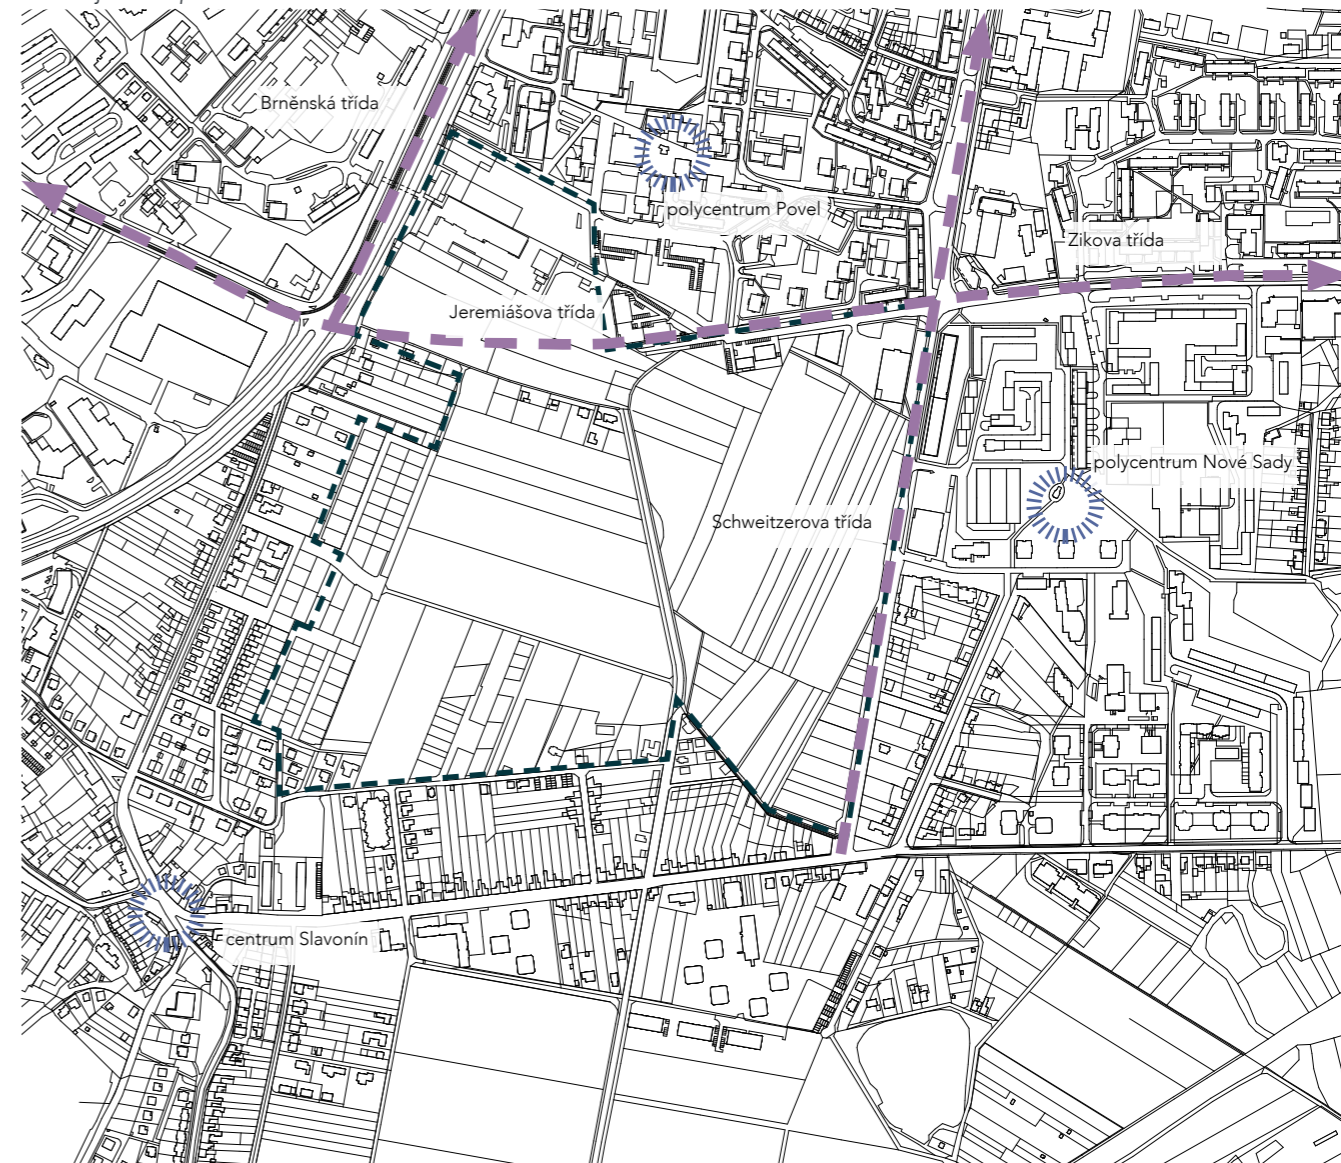 Brněnská třída
polycentrum Povel
Zikova třída
Jeremiášova třída
polycentrum Nové Sady
Schweitzerova třída
centrum Slavonín